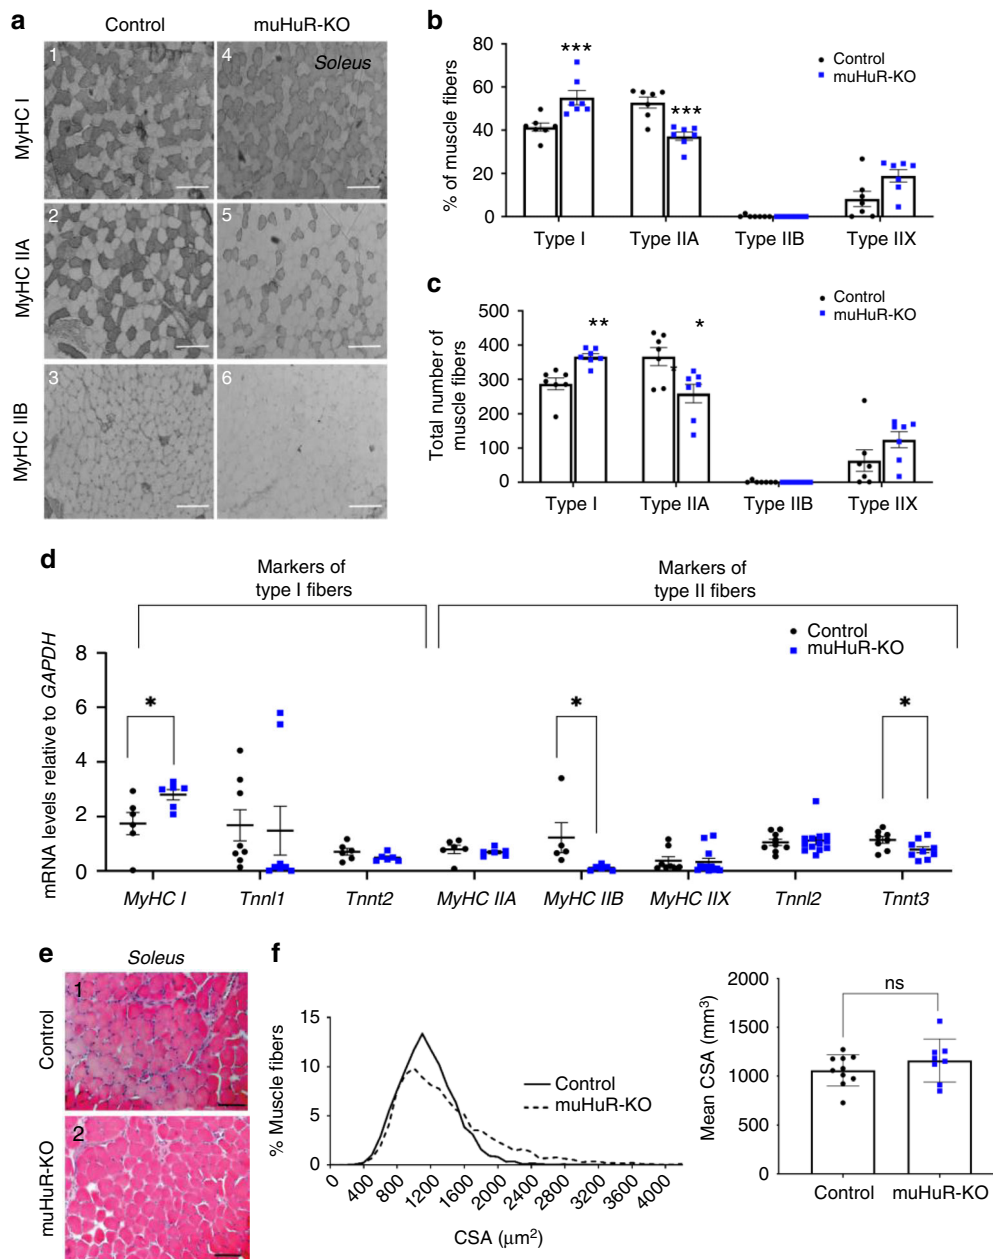 a
Control
muHuR-KO
MyHC I
1
4
Soleus
MyHC IIA
2
5
MyHC IIB
3
6
b
% of muscle fibers
80
60
40
20
0
***
***
Control
muHuR-KO
Type I
Type IIA
Type IIB
Type IIX
c
Total number of
muscle fibers
500
400
300
200
100
0
**
*
*
Control
muHuR-KO
Type I
Type IIA
Type IIB
Type IIX
d
Markers of
type I fibers
Markers of
type II fibers
Control
muHuR-KO
mRNA levels relative to GAPDH
8
6
4
2
0
*
*
*
MyHC I
Tnnl1
Tnnt2
MyHC IIA
MyHC IIB
MyHC IIX
Tnnl2
Tnnt3
e
Soleus
Control
1
muHuR-KO
2
f
% Muscle fibers
15
10
5
0
Control
muHuR-KO
0
400
800
1200
1600
2000
2400
2800
3200
3600
4000
CSA (μm²)
Mean CSA (mm³)
2000
1500
1000
500
0
ns
Control
muHuR-KO